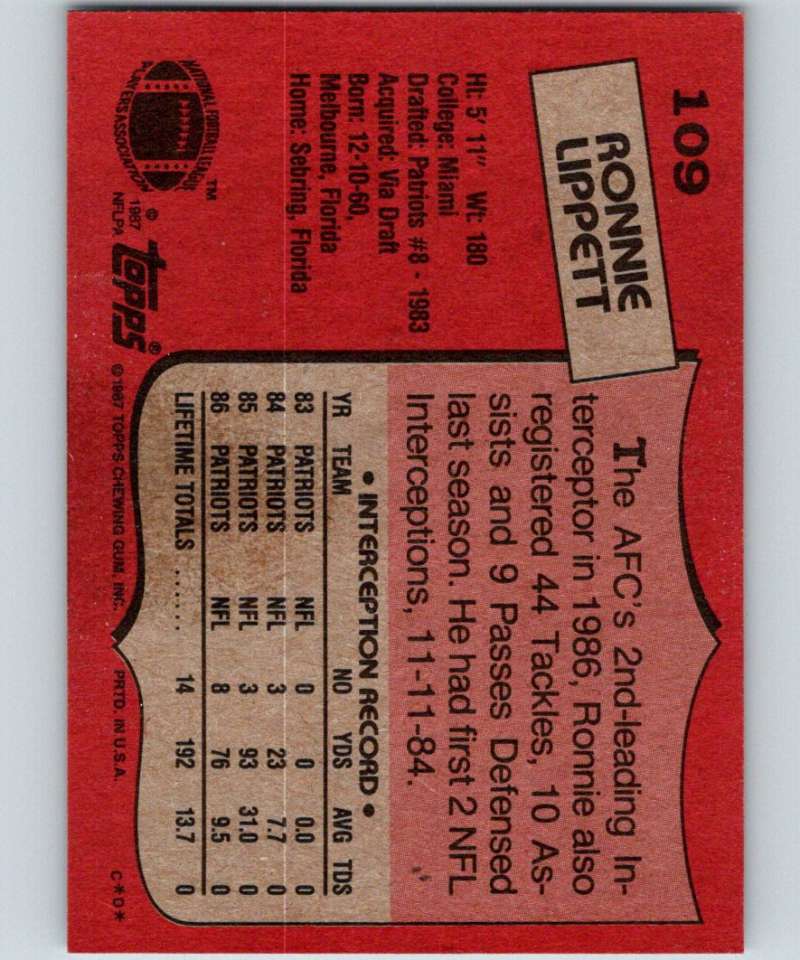 109
RONNIE
LIPPETT
Ht: 5' 11" Wt: 180
College: Miami
Drafted: Patriots #8 - 1983
Acquired: Via Draft
Born: 12-10-60,
Melbourne, Florida
Home: Sebring, Florida
NATIONAL FOOTBALL LEAGUE
PLAYERS ASSOCIATION
™
© 1987
NFLPA
topps®
The AFC's 2nd-leading In-
terceptor in 1986, Ronnie also
registered 44 Tackles, 10 As-
sists and 9 Passes Defensed
last season. He had first 2 NFL
Interceptions, 11-11-84.
• INTERCEPTION RECORD •
YR TEAM NO YDS AVG TDS
83 PATRIOTS NFL 0 0 0.0 0
84 PATRIOTS NFL 3 23 7.7 0
85 PATRIOTS NFL 3 93 31.0 0
86 PATRIOTS NFL 8 76 9.5 0
LIFETIME TOTALS ....... 14 192 13.7 0
©1987 TOPPS CHEWING GUM, INC. PRTD. IN U.S.A. C*D*